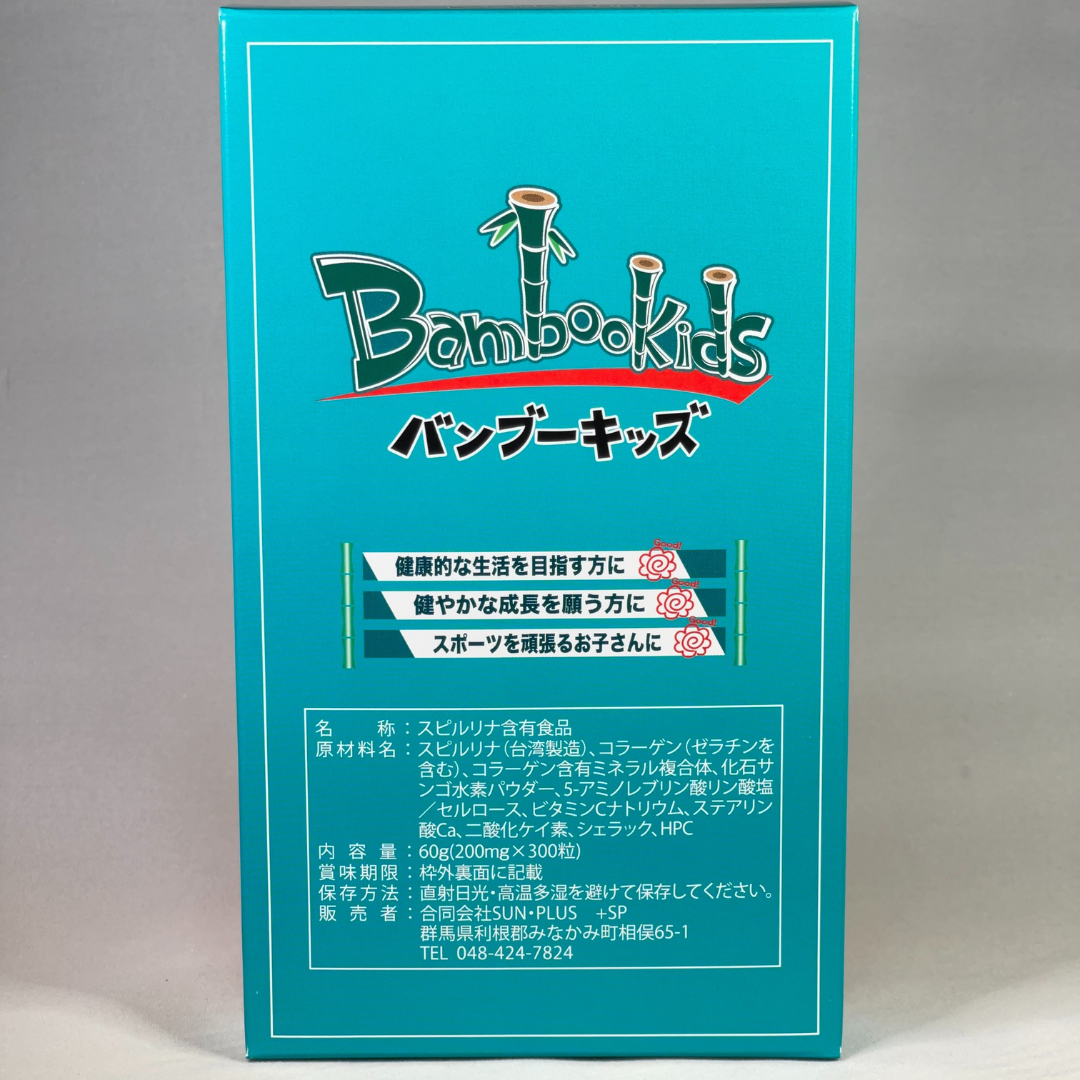 BambooKids
バンブーキッズ
健康的な生活を目指す方に Good!
健やかな成長を願う方に Good!
スポーツを頑張るお子さんに Good!
名称：スピルリナ含有食品
原材料名：スピルリナ（台湾製造）、コラーゲン（ゼラチンを
含む）、コラーゲン含有ミネラル複合体、化石サ
ンゴ水素パウダー、5-アミノレブリン酸リン酸塩
／セルロース、ビタミンCナトリウム、ステアリン
酸Ca、二酸化ケイ素、シェラック、HPC
内容量：60g(200mg×300粒)
賞味期限：枠外裏面に記載
保存方法：直射日光・高温多湿を避けて保存してください。
販売者：合同会社SUN・PLUS　+SP
群馬県利根郡みなかみ町相俣65-1
TEL 048-424-7824